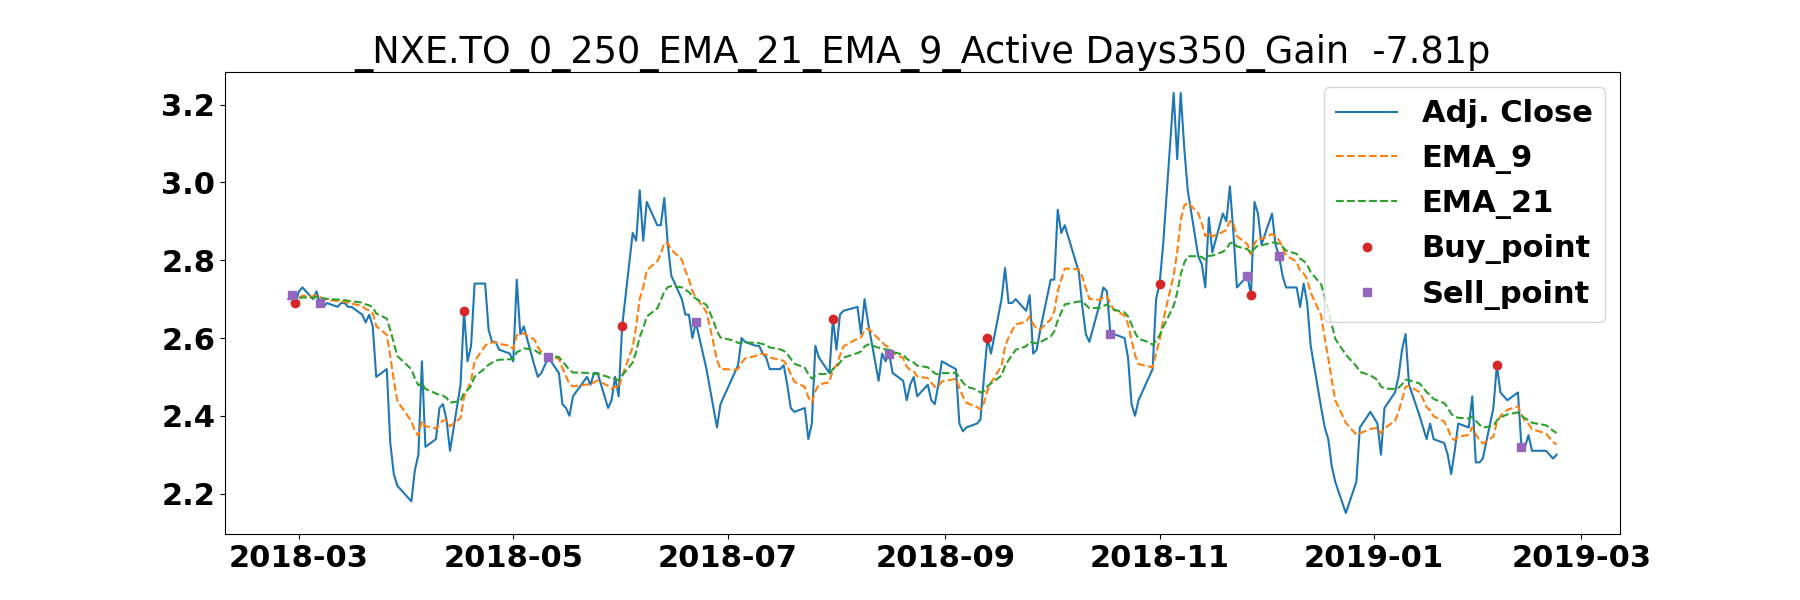 _NXE.TO_0_250_EMA_21_EMA_9_Active Days350_Gain  -7.81p
3.2
3.0
2.8
2.6
2.4
2.2
Adj. Close
EMA_9
EMA_21
Buy_point
Sell_point
2018-03 2018-05 2018-07 2018-09 2018-11 2019-01 2019-03